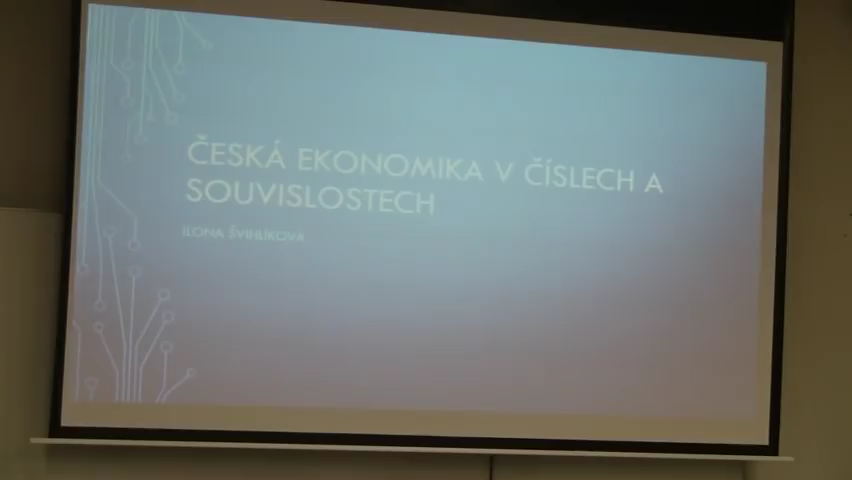 ČESKÁ EKONOMIKA V ČÍSLECH A
SOUVISLOSTECH
ILONA ŠVIHLÍKOVÁ